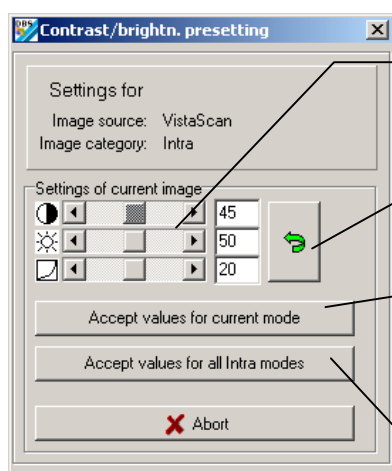 DBS
Contrast/brightn. presetting
Settings for
Image source: VistaScan
Image category: Intra
Settings of current image
45
50
20
Accept values for current mode
Accept values for all Intra modes
Abort